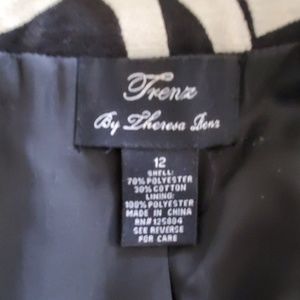 Trenz
By Theresa Denz
12
SHELL:
70% POLYESTER
30% COTTON
LINING:
100% POLYESTER
MADE IN CHINA
RN# 125804
SEE REVERSE
FOR CARE